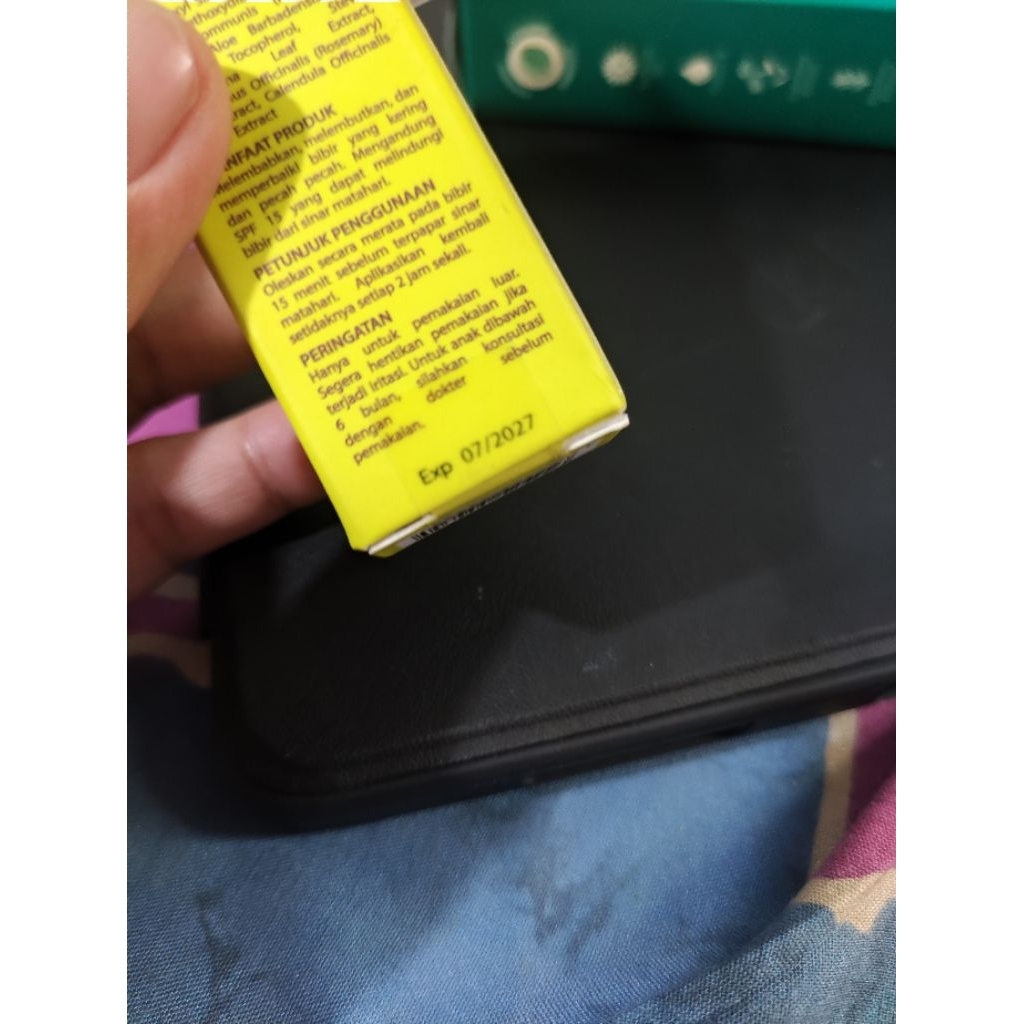 Aloe Barbadensis
Tocopherol,
Leaf Extract,
Officinalis (Rosemary)
Calendula Officinalis
Extract
PRODUK
melembutkan, dan
memperbaiki bibir yang kering
dan pecah pecah. Mengandung
SPF 15 yang dapat melindungi
bibir dari sinar matahari.
PETUNJUK PENGGUNAAN
Oleskan secara merata pada bibir
15 menit sebelum terpapar sinar
matahari. Aplikasikan kembali
setidaknya setiap 2 jam sekali.
PERINGATAN
Hanya untuk pemakaian luar.
Segera hentikan pemakaian jika
terjadi iritasi. Untuk anak dibawah
6 bulan, silahkan konsultasi
dengan dokter sebelum
pemakaian.
Exp 07/2027